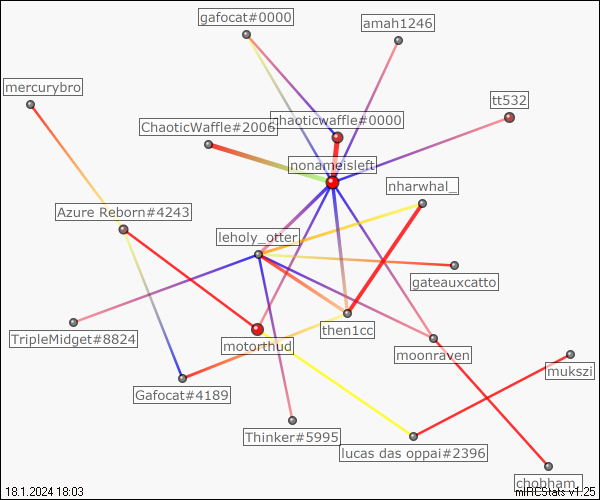 gafocat#0000
amah1246
mercurybro
tt532
chaoticwaffle#0000
ChaoticWaffle#2006
nonameisleft
nharwhal_
Azure Reborn#4243
leholy_otter
gateauxcatto
TripleMidget#8824
then1cc
motorthud
moonraven
mukszi
Gafocat#4189
Thinker#5995
lucas das oppai#2396
chobham_
18.1.2024 18:03
mIRCStats v1.25